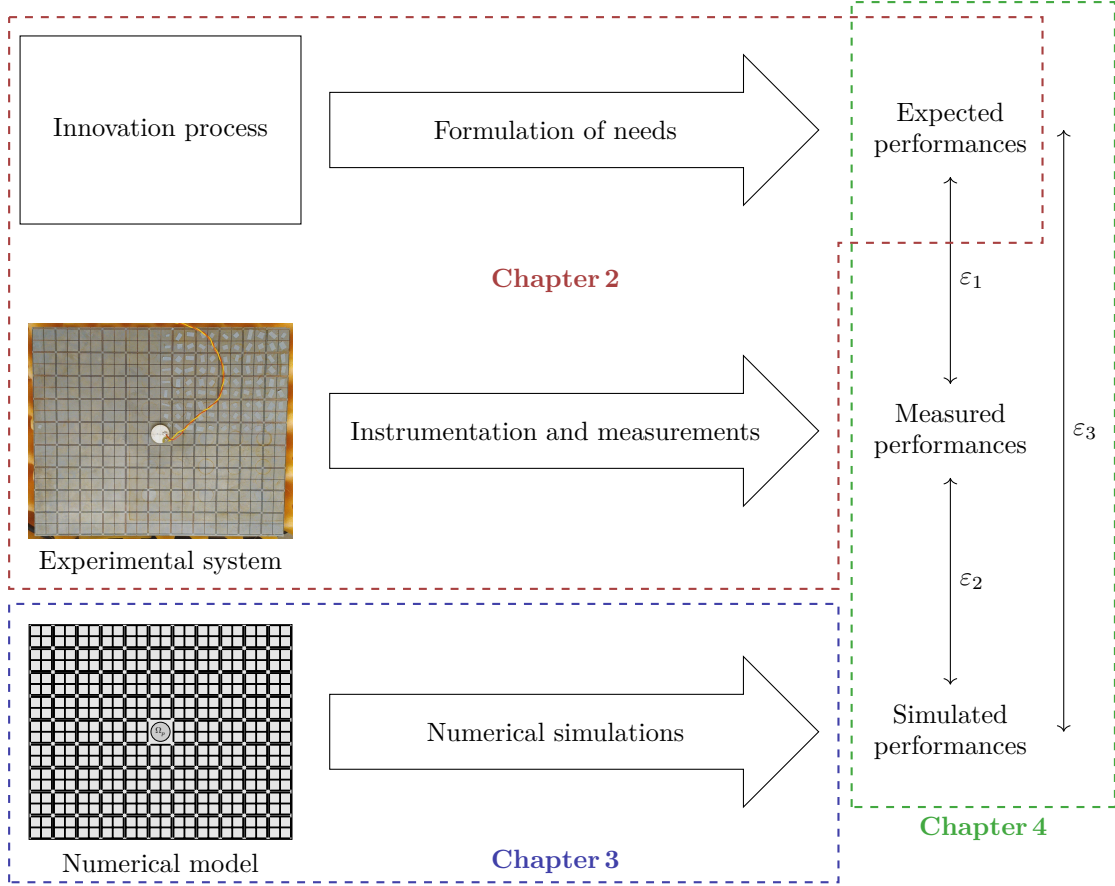 Innovation process
Formulation of needs
Expected
performances
Chapter 2
ε₁
Experimental system
Instrumentation and measurements
Measured
performances
ε₃
ε₂
Ωₚ
Numerical model
Numerical simulations
Simulated
performances
Chapter 3
Chapter 4